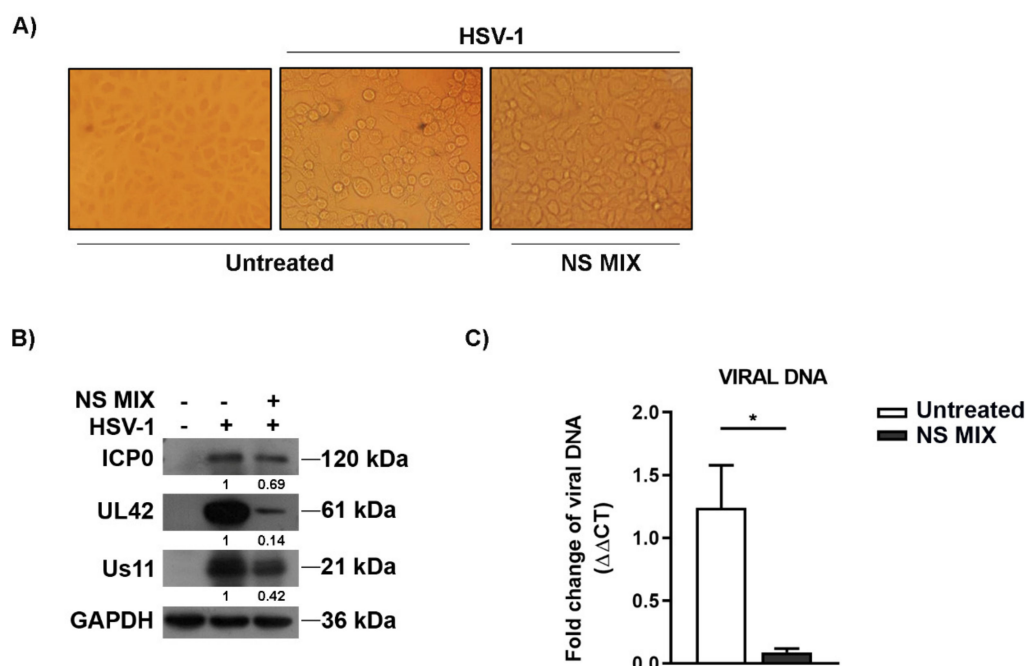 A)
HSV-1
Untreated
NS MIX
B)
NS MIX - - +
HSV-1 - + +
ICP0 120 kDa
1 0.69
UL42 61 kDa
1 0.14
Us11 21 kDa
1 0.42
GAPDH 36 kDa
C)
VIRAL DNA
Untreated
NS MIX
*
Fold change of viral DNA
(ΔΔCT)
2.0
1.5
1.0
0.5
0.0